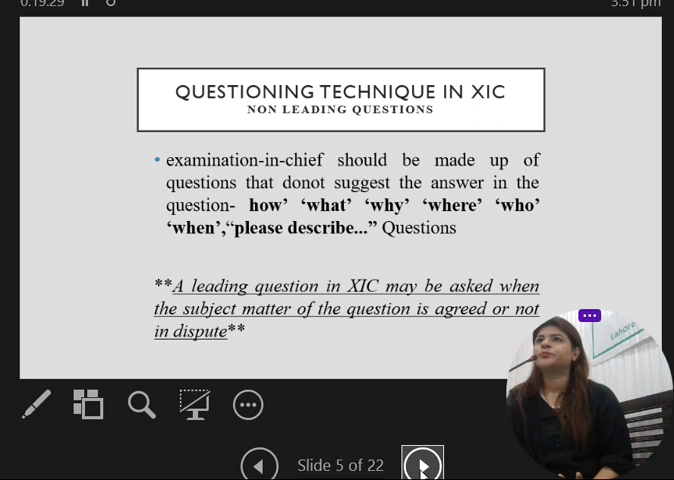 0:19:29
3:51 pm
QUESTIONING TECHNIQUE IN XIC
NON LEADING QUESTIONS
• examination-in-chief should be made up of
questions that donot suggest the answer in the
question- how’ ‘what’ ‘why’ ‘where’ ‘who’
‘when’,“please describe...” Questions
**A leading question in XIC may be asked when
the subject matter of the question is agreed or not
in dispute**
Lahore
Slide 5 of 22